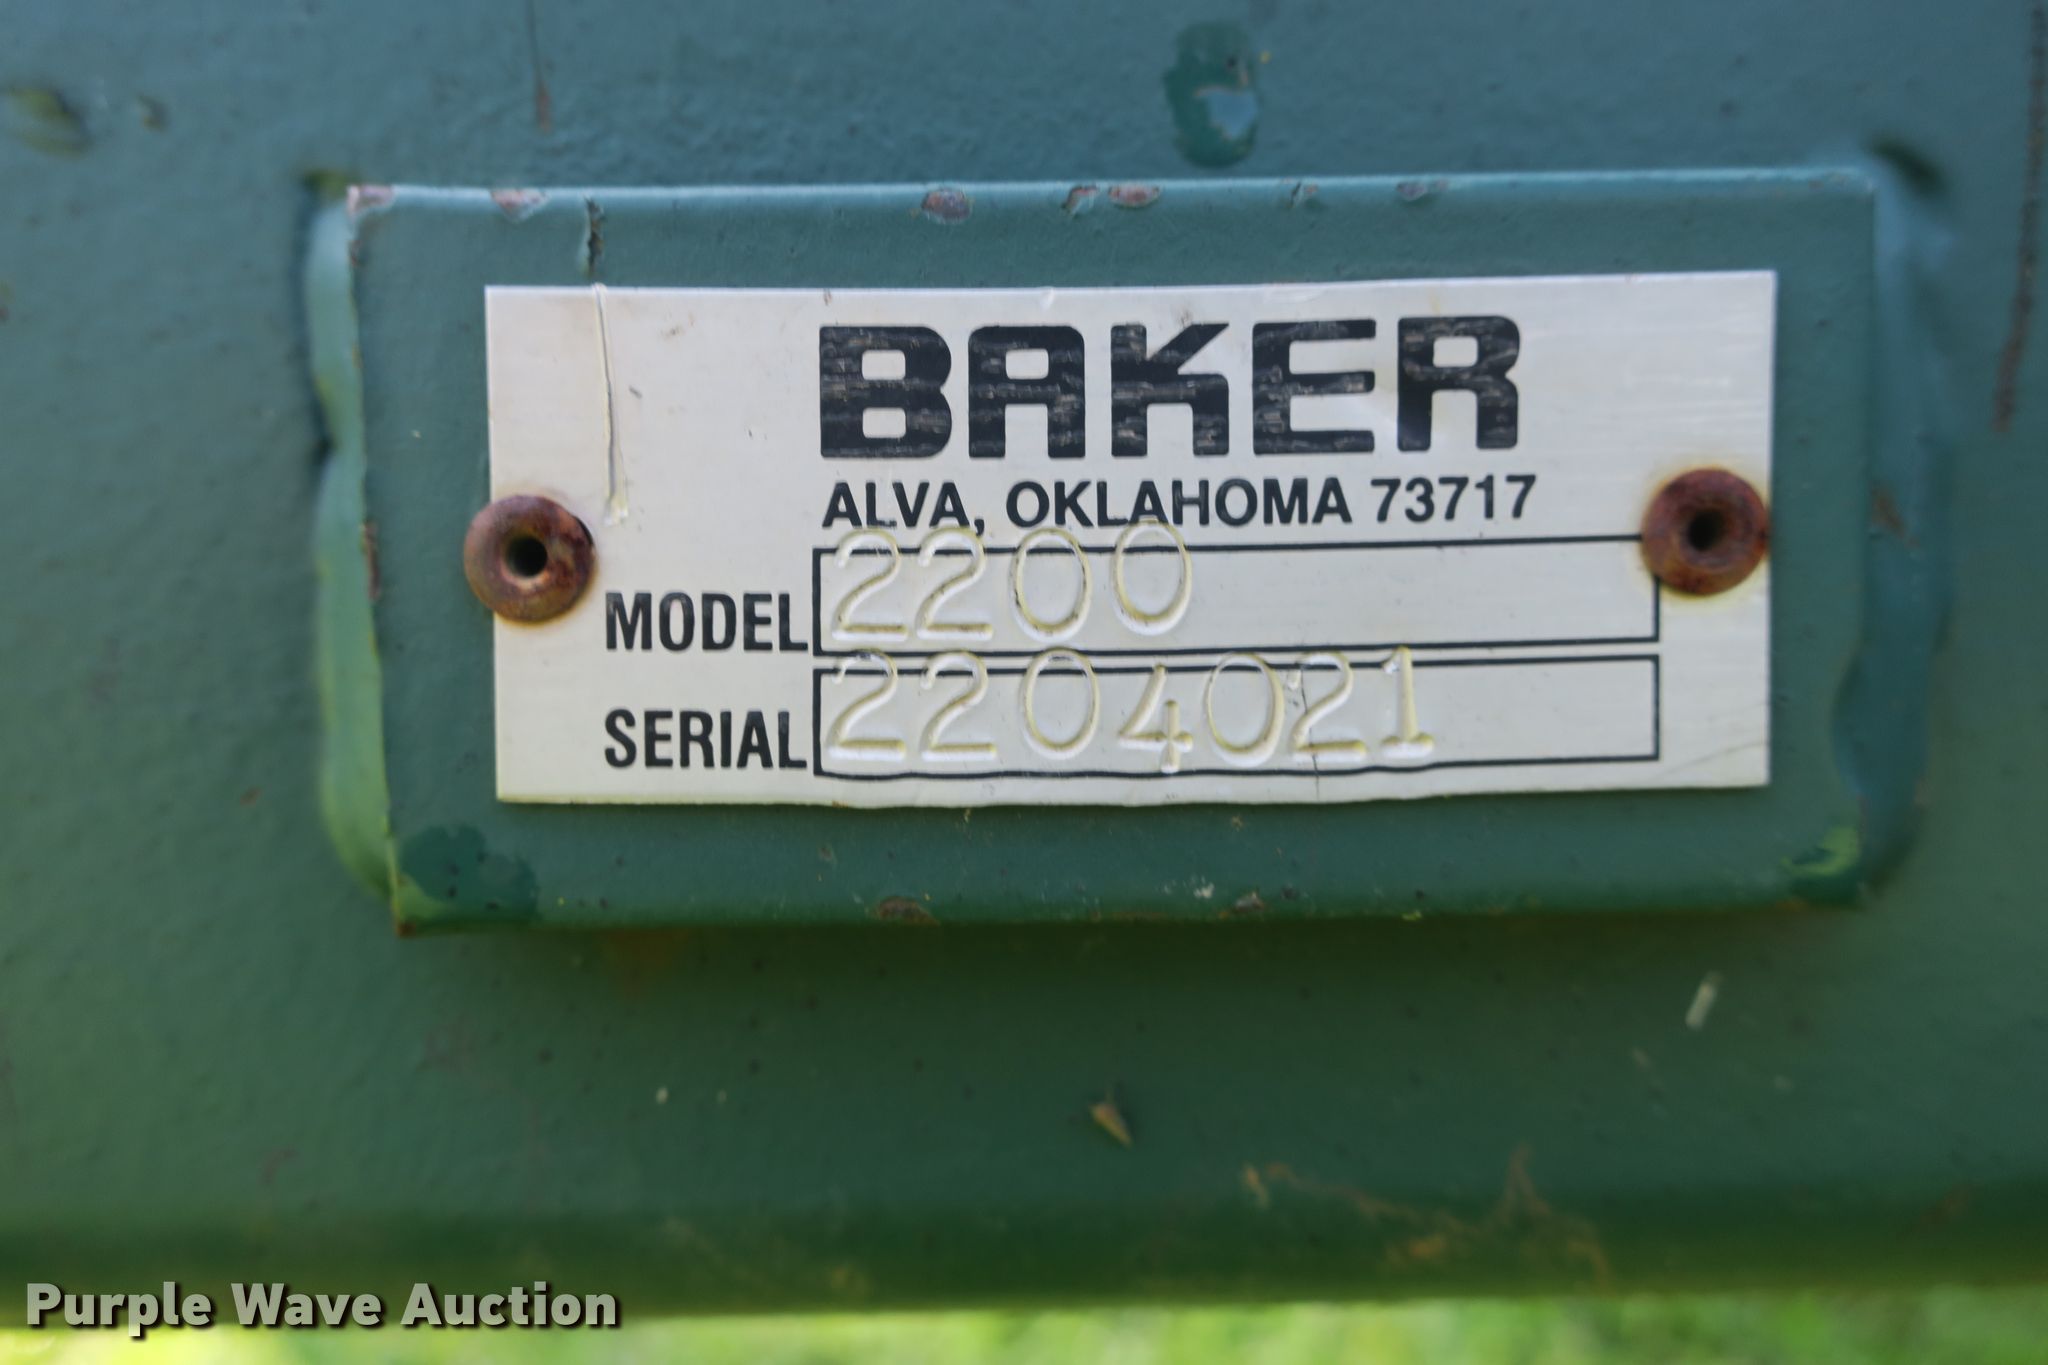 BAKER
ALVA, OKLAHOMA 73717
MODEL 2200
SERIAL 2204021
Purple Wave Auction